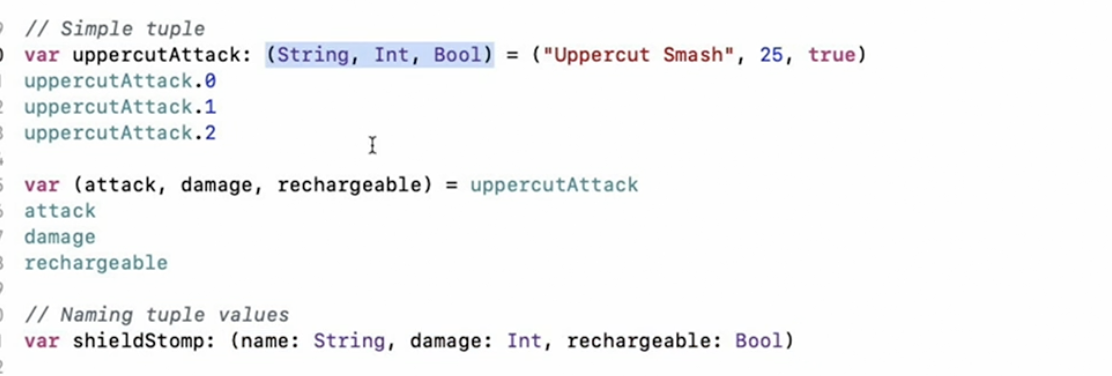 // Simple tuple
var uppercutAttack: (String, Int, Bool) = ("Uppercut Smash", 25, true)
uppercutAttack.0
uppercutAttack.1
uppercutAttack.2
var (attack, damage, rechargeable) = uppercutAttack
attack
damage
rechargeable
// Naming tuple values
var shieldStomp: (name: String, damage: Int, rechargeable: Bool)